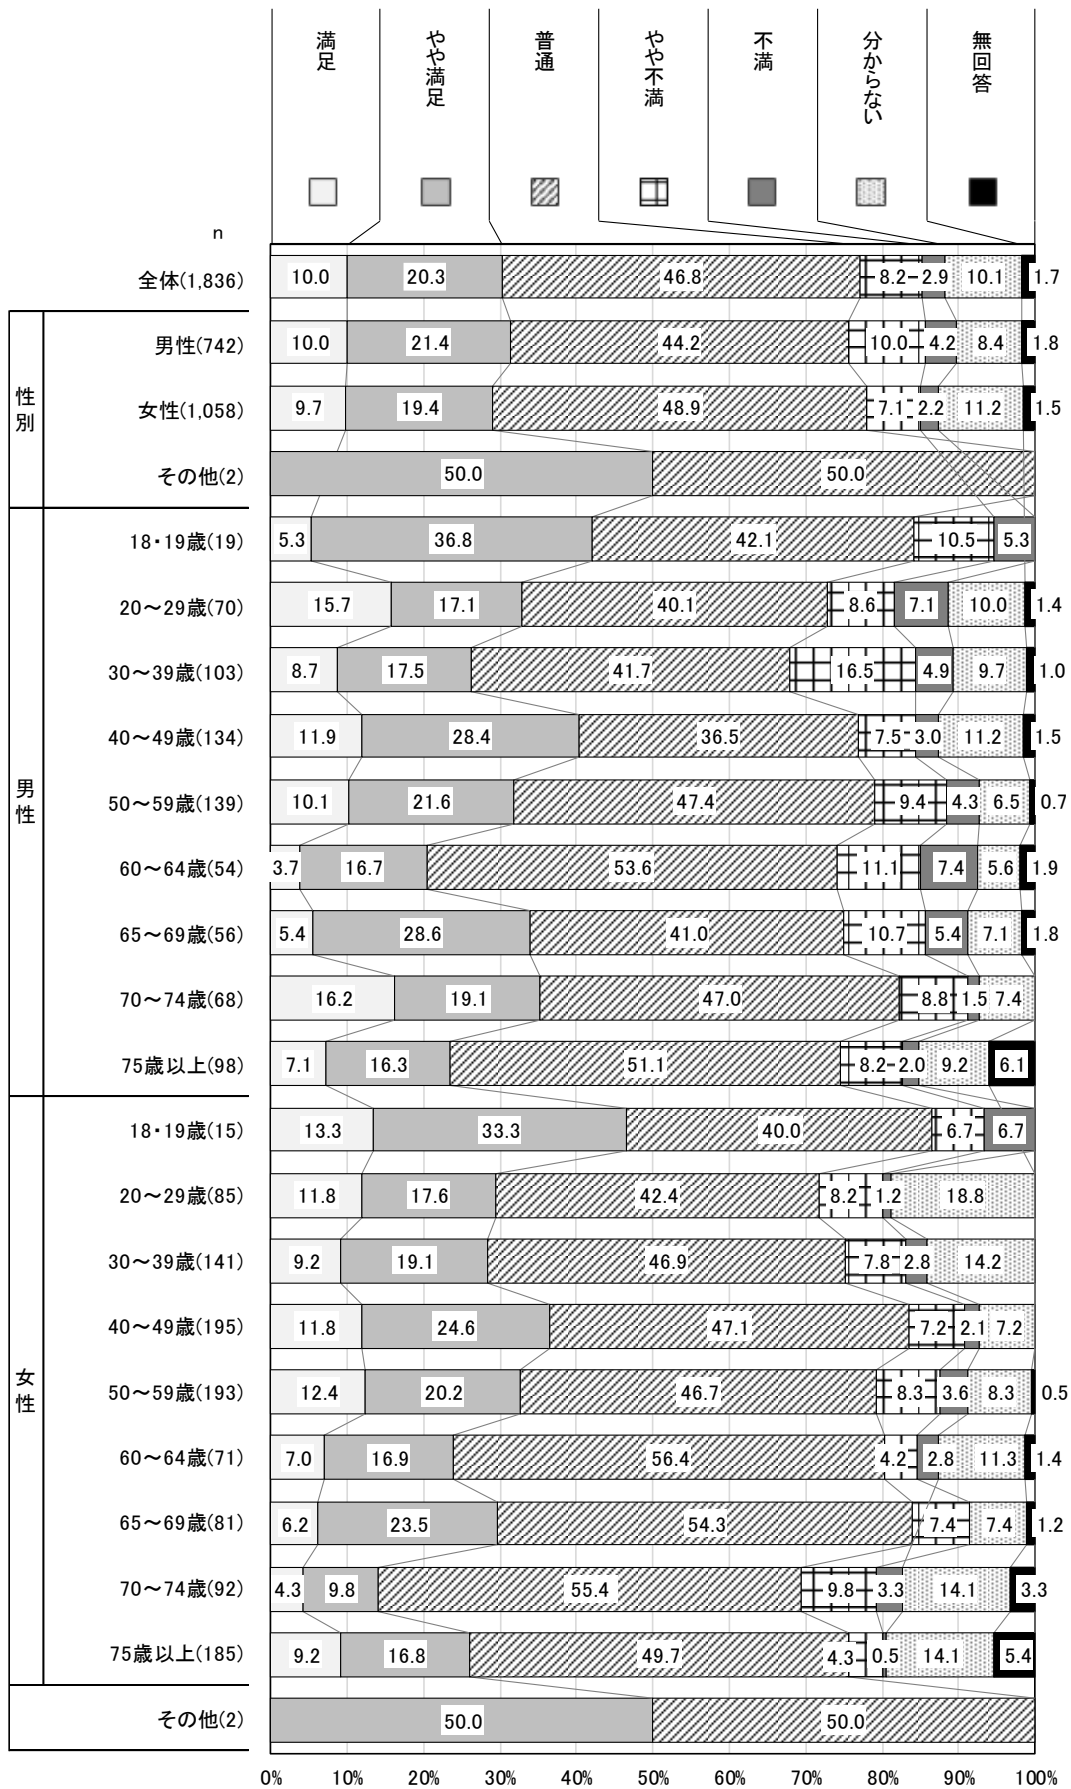 満足
やや満足
普通
やや不満
不満
分からない
無回答
n
全体(1,836) 10.0 20.3 46.8 8.2 2.9 10.1 1.7
性別
男性(742) 10.0 21.4 44.2 10.0 4.2 8.4 1.8
女性(1,058) 9.7 19.4 48.9 7.1 2.2 11.2 1.5
その他(2) 50.0 50.0
男性
18・19歳(19) 5.3 36.8 42.1 10.5 5.3
20～29歳(70) 15.7 17.1 40.1 8.6 7.1 10.0 1.4
30～39歳(103) 8.7 17.5 41.7 16.5 4.9 9.7 1.0
40～49歳(134) 11.9 28.4 36.5 7.5 3.0 11.2 1.5
50～59歳(139) 10.1 21.6 47.4 9.4 4.3 6.5 0.7
60～64歳(54) 3.7 16.7 53.6 11.1 7.4 5.6 1.9
65～69歳(56) 5.4 28.6 41.0 10.7 5.4 7.1 1.8
70～74歳(68) 16.2 19.1 47.0 8.8 1.5 7.4
75歳以上(98) 7.1 16.3 51.1 8.2 2.0 9.2 6.1
女性
18・19歳(15) 13.3 33.3 40.0 6.7 6.7
20～29歳(85) 11.8 17.6 42.4 8.2 1.2 18.8
30～39歳(141) 9.2 19.1 46.9 7.8 2.8 14.2
40～49歳(195) 11.8 24.6 47.1 7.2 2.1 7.2
50～59歳(193) 12.4 20.2 46.7 8.3 3.6 8.3 0.5
60～64歳(71) 7.0 16.9 56.4 4.2 2.8 11.3 1.4
65～69歳(81) 6.2 23.5 54.3 7.4 7.4 1.2
70～74歳(92) 4.3 9.8 55.4 9.8 3.3 14.1 3.3
75歳以上(185) 9.2 16.8 49.7 4.3 0.5 14.1 5.4
その他(2) 50.0 50.0
0% 10% 20% 30% 40% 50% 60% 70% 80% 90% 100%